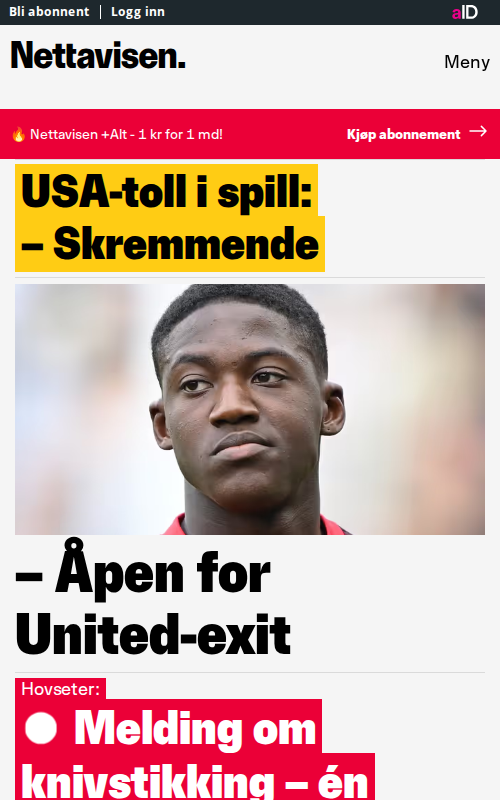 Bli abonnent | Logg inn
aID
Nettavisen.
Meny
🔥 Nettavisen +Alt - 1 kr for 1 md!
Kjøp abonnement →
USA-toll i spill:
– Skremmende
– Åpen for
United-exit
Hovseter:
Melding om
knivstikking – én